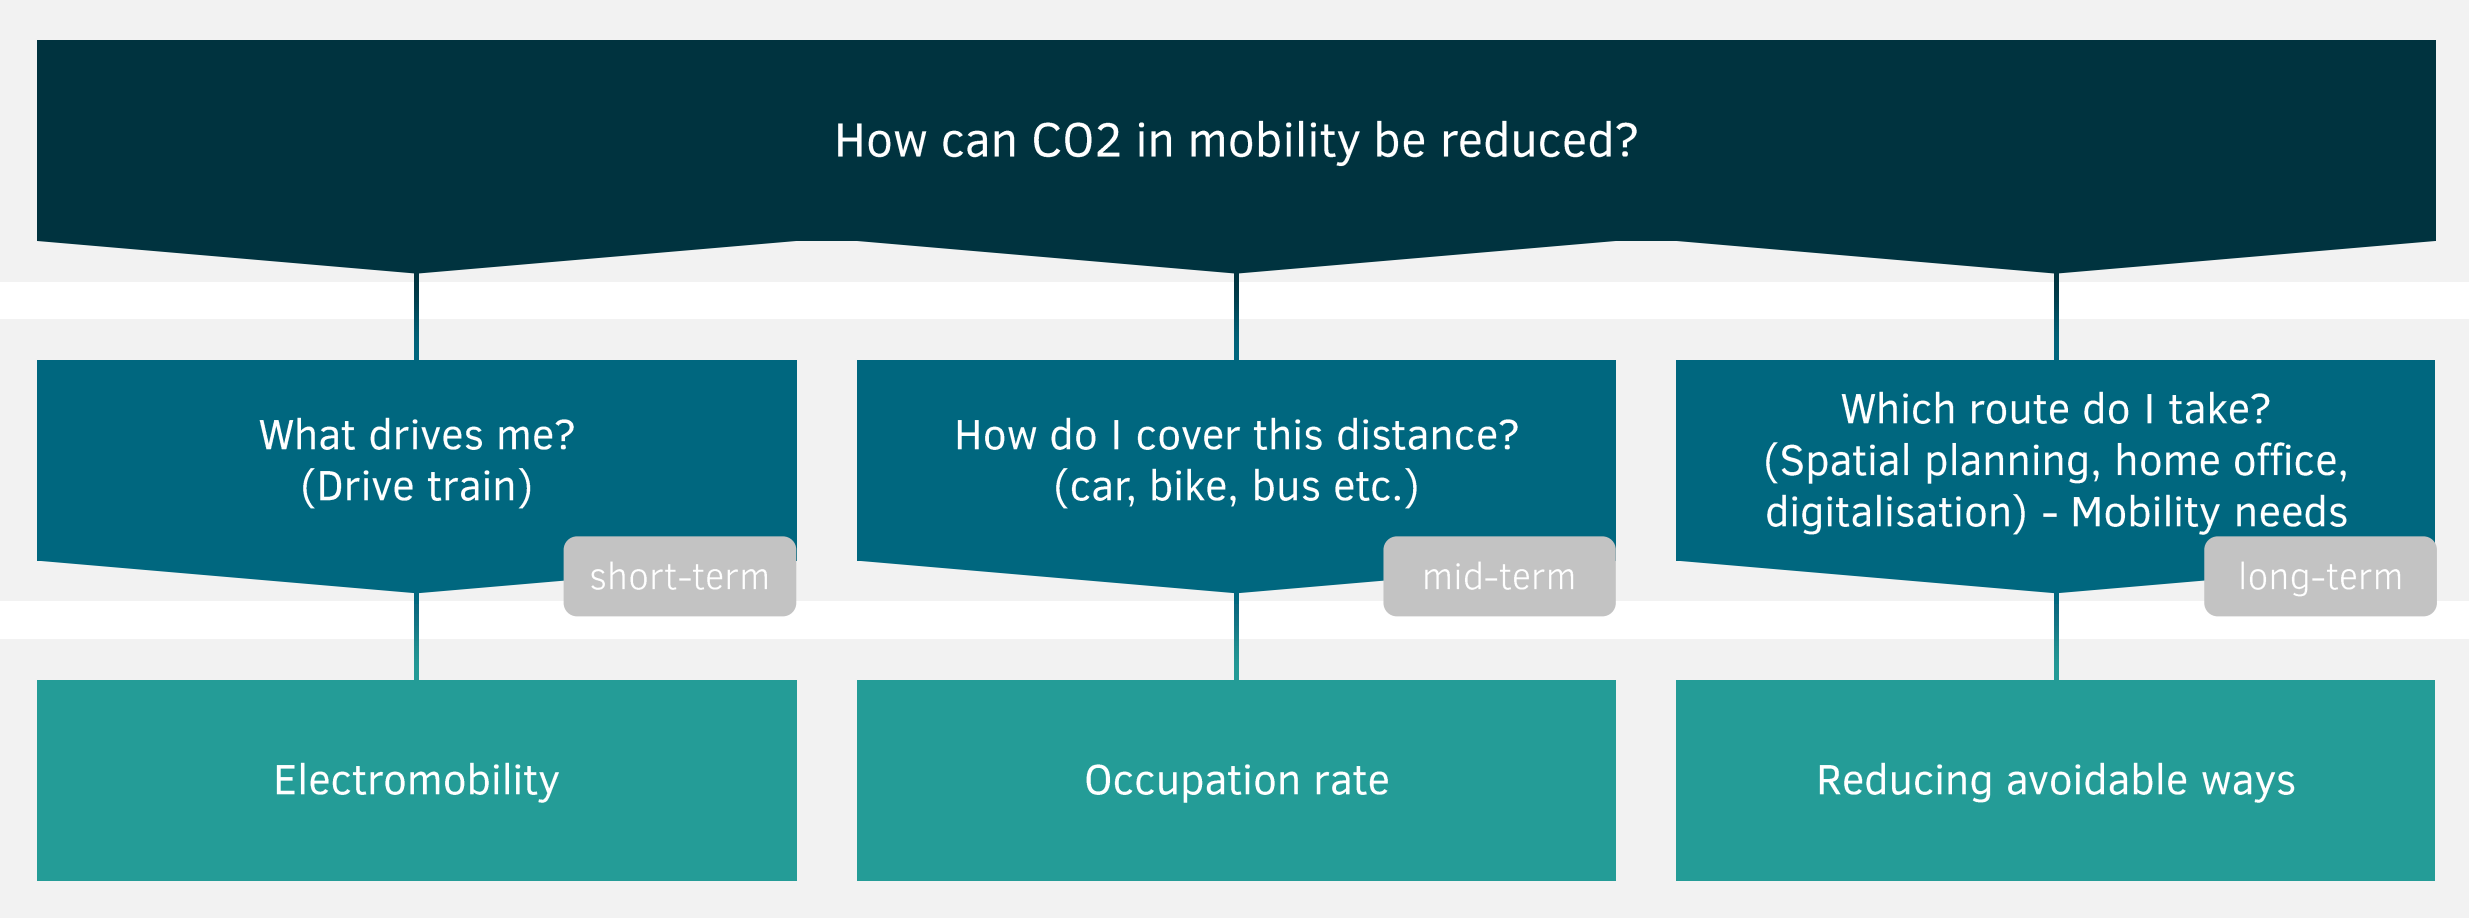 How can CO2 in mobility be reduced?
What drives me?
(Drive train)
short-term
How do I cover this distance?
(car, bike, bus etc.)
mid-term
Which route do I take?
(Spatial planning, home office,
digitalisation) - Mobility needs
long-term
Electromobility
Occupation rate
Reducing avoidable ways